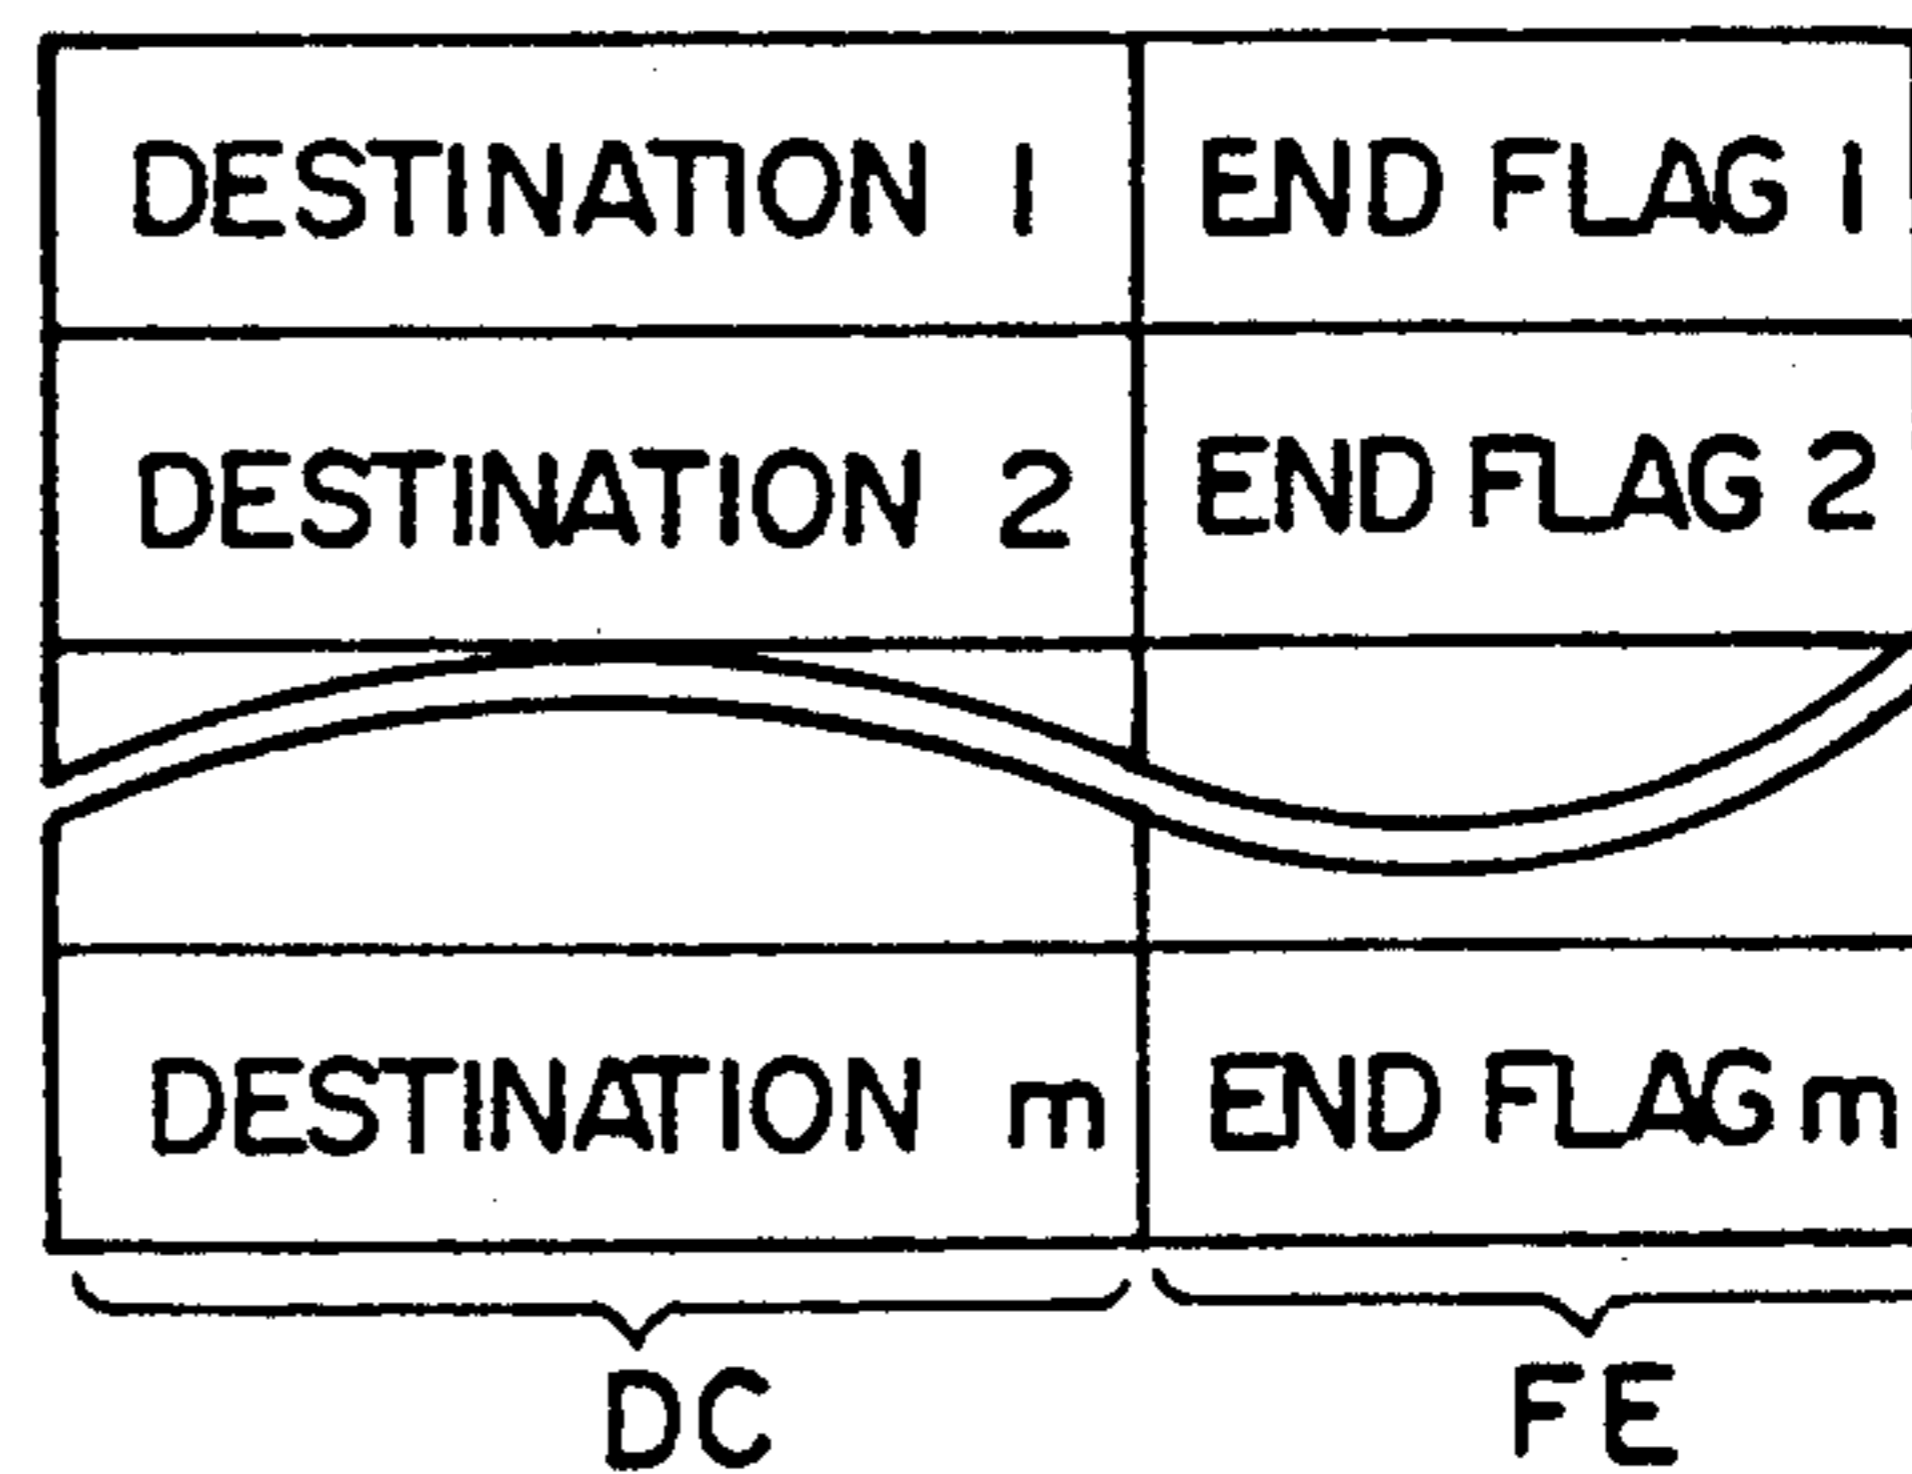 DESTINATION 1 END FLAG 1
DESTINATION 2 END FLAG 2
DESTINATION m END FLAG m
DC FE